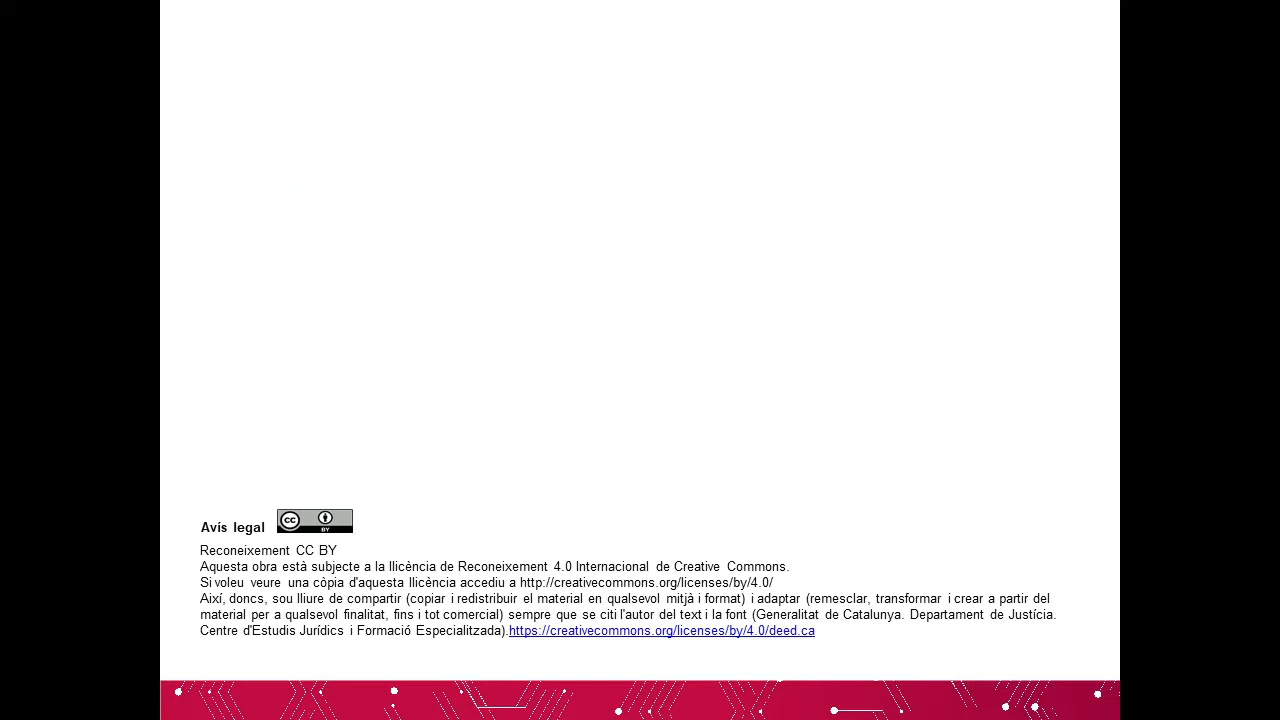 Avís legal
CC BY
Reconeixement CC BY
Aquesta obra està subjecte a la llicència de Reconeixement 4.0 Internacional de Creative Commons.
Si voleu veure una còpia d'aquesta llicència accediu a http://creativecommons.org/licenses/by/4.0/
Així, doncs, sou lliure de compartir (copiar i redistribuir el material en qualsevol mitjà i format) i adaptar (remesclar, transformar i crear a partir del
material per a qualsevol finalitat, fins i tot comercial) sempre que se citi l'autor del text i la font (Generalitat de Catalunya. Departament de Justícia.
Centre d'Estudis Jurídics i Formació Especialitzada).https://creativecommons.org/licenses/by/4.0/deed.ca